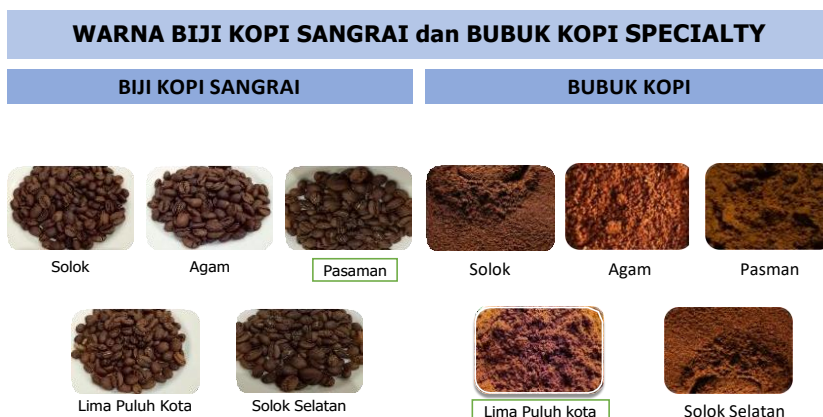 WARNA BIJI KOPI SANGRAI dan BUBUK KOPI SPECIALTY
BIJI KOPI SANGRAI
BUBUK KOPI
Solok
Agam
Pasaman
Solok
Agam
Pasman
Lima Puluh Kota
Solok Selatan
Lima Puluh kota
Solok Selatan